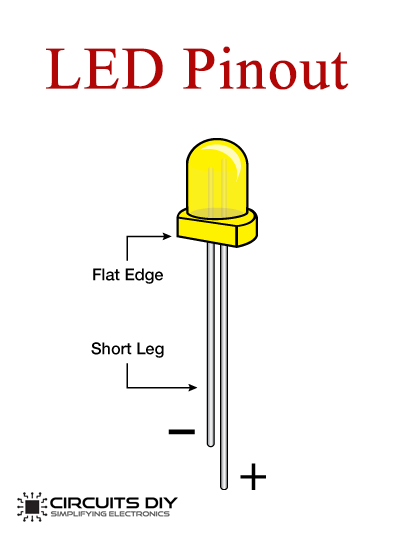 LED Pinout
Flat Edge
Short Leg
−
+
CIRCUITS DIY
SIMPLIFYING ELECTRONICS